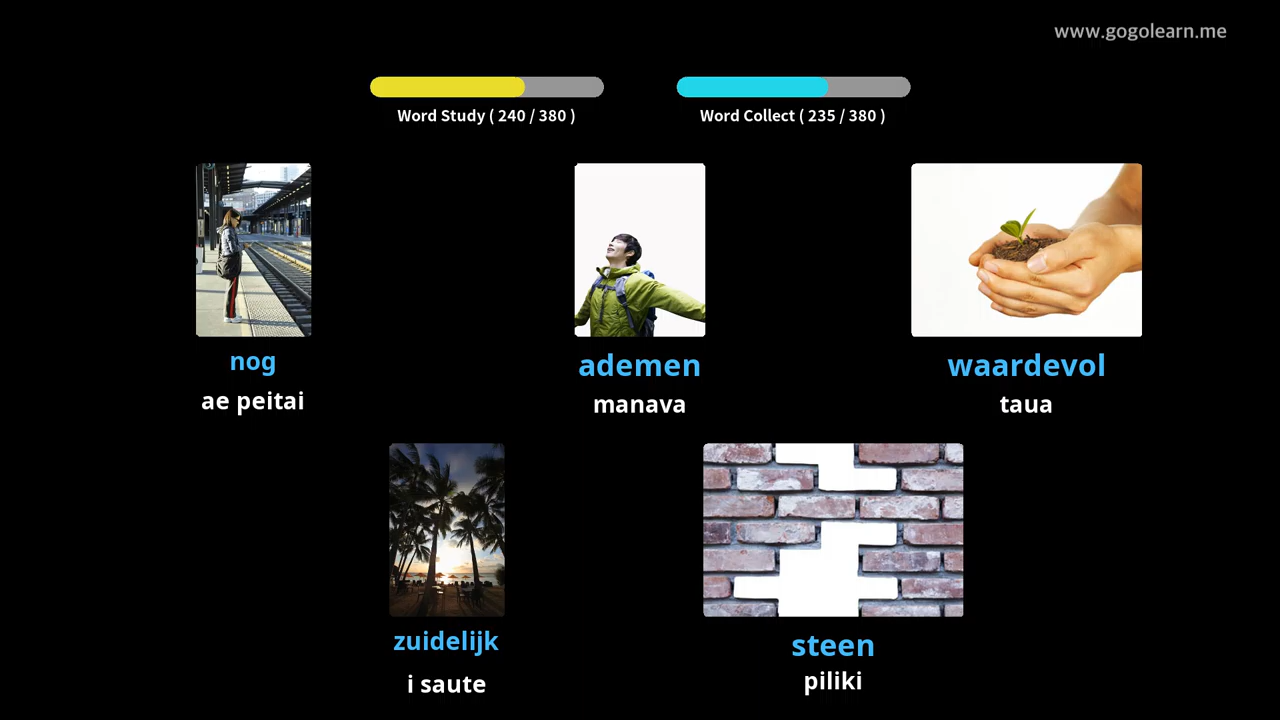 www.gogolearn.me
Word Study ( 240 / 380 )
Word Collect ( 235 / 380 )
nog
ae peitai
ademen
manava
waardevol
taua
zuidelijk
i saute
steen
piliki